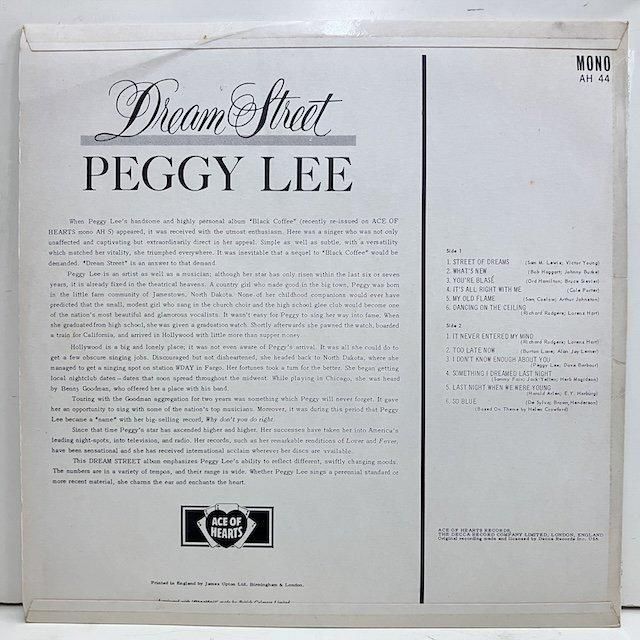 Dream Street
PEGGY LEE
When Peggy Lee's handsome and highly personal album "Black Coffee" (recently re-issued on ACE OF
HEARTS mono AH 5) appeared, it was received with the utmost enthusiasm. Here was a singer who was not only
unaffected and captivating but extraordinarily direct in her appeal. Simple as well as subtle, with a versatility
which matched her vitality, she triumphed everywhere. It was inevitable that a sequel to "Black Coffee" would be
demanded. "Dream Street" is an answer to that demand.
Peggy Lee is an artist as well as a musician; although her star has only risen within the last six or seven
years, it is already fixed in the theatrical heavens. A country girl who made good in the big town, Peggy was born
in the little farm community of Jamestown, North Dakota. None of her childhood companions would ever have
predicted that the small, modest girl who sang in the church choir and the high school glee club would become one
of the nation's most beautiful and glamorous vocalists. It wasn't easy for Peggy to sing her way into fame. When
she graduated from high school, she was given a graduation watch. Shortly afterwards she pawned the watch, boarded
a train for California, and arrived in Hollywood with little more than supper money.
Hollywood is a big and lonely place; it was not even aware of Peggy's arrival. It was all she could do to
get a few obscure singing jobs. Discouraged but not disheartened, she headed back to North Dakota, where she
managed to get a singing spot on station WDAY in Fargo. Her fortunes took a turn for the better. She began getting
local nightclub dates — dates that soon spread throughout the midwest. While playing in Chicago, she was heard
by Benny Goodman, who offered her a place with his band.
Touring with the Goodman aggregation for two years was something which Peggy will never forget. It gave
her an opportunity to sing with some of the nation's top musicians. Moreover, it was during this period that Peggy
Lee became a "name" with her big-selling record, Why don't you do right.
Since that time Peggy's star has ascended higher and higher. Her successes have taken her into America's
leading night-spots, into television, and radio. Her records, such as her remarkable renditions of Lover and Fever,
have been sensational and she has received international acclaim wherever her discs are available.
This DREAM STREET album emphasizes Peggy Lee's ability to reflect different, swiftly changing moods.
The numbers are in a variety of tempos, and their range is wide. Whether Peggy Lee sings a perennial standard or
more recent material, she charms the ear and enchants the heart.
ACE OF
HEARTS
Printed in England by James Upton Ltd. Birmingham & London.
MONO
AH 44
Side 1
1. STREET OF DREAMS (Sam M. Lewis; Victor Young)
2. WHAT'S NEW (Bob Haggart; Johnny Burke)
3. YOU'RE BLASÉ (Ord Hamilton; Bruce Sievier)
4. IT'S ALL RIGHT WITH ME (Cole Porter)
5. MY OLD FLAME (Sam Coslow; Arthur Johnston)
6. DANCING ON THE CEILING
(Richard Rodgers; Lorenz Hart)
Side 2
1. IT NEVER ENTERED MY MIND
(Richard Rodgers; Lorenz Hart)
2. TOO LATE NOW (Burton Lane; Alan Jay Lerner)
3. I DON'T KNOW ENOUGH ABOUT YOU
(Peggy Lee; Dave Barbour)
4. SOMETHING I DREAMED LAST NIGHT
(Sammy Fain; Jack Yellen; Herb Magidson)
5. LAST NIGHT WHEN WE WERE YOUNG
(Harold Arlen; E.Y. Harburg)
6. SO BLUE (De Sylva; Brown; Henderson)
(Based On Theme by Helen Crawford)
ACE OF HEARTS RECORDS,
THE DECCA RECORD COMPANY LIMITED, LONDON, ENGLAND
Original recording made and licensed by Decca Records Inc. USA